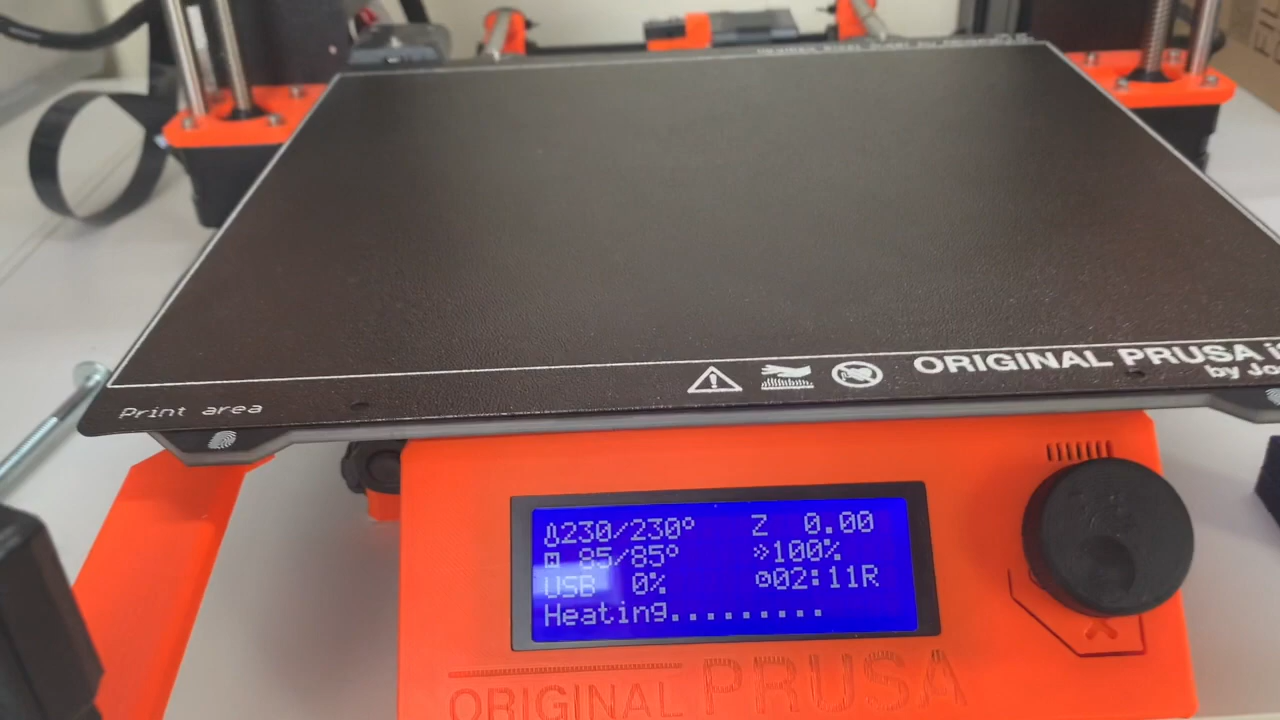 ORIGINAL PRUSA i
by Jo
Print area
230/230° Z 0.00
85/85° 100%
USB 0% 02:11R
Heating.........
ORIGINAL PRUSA